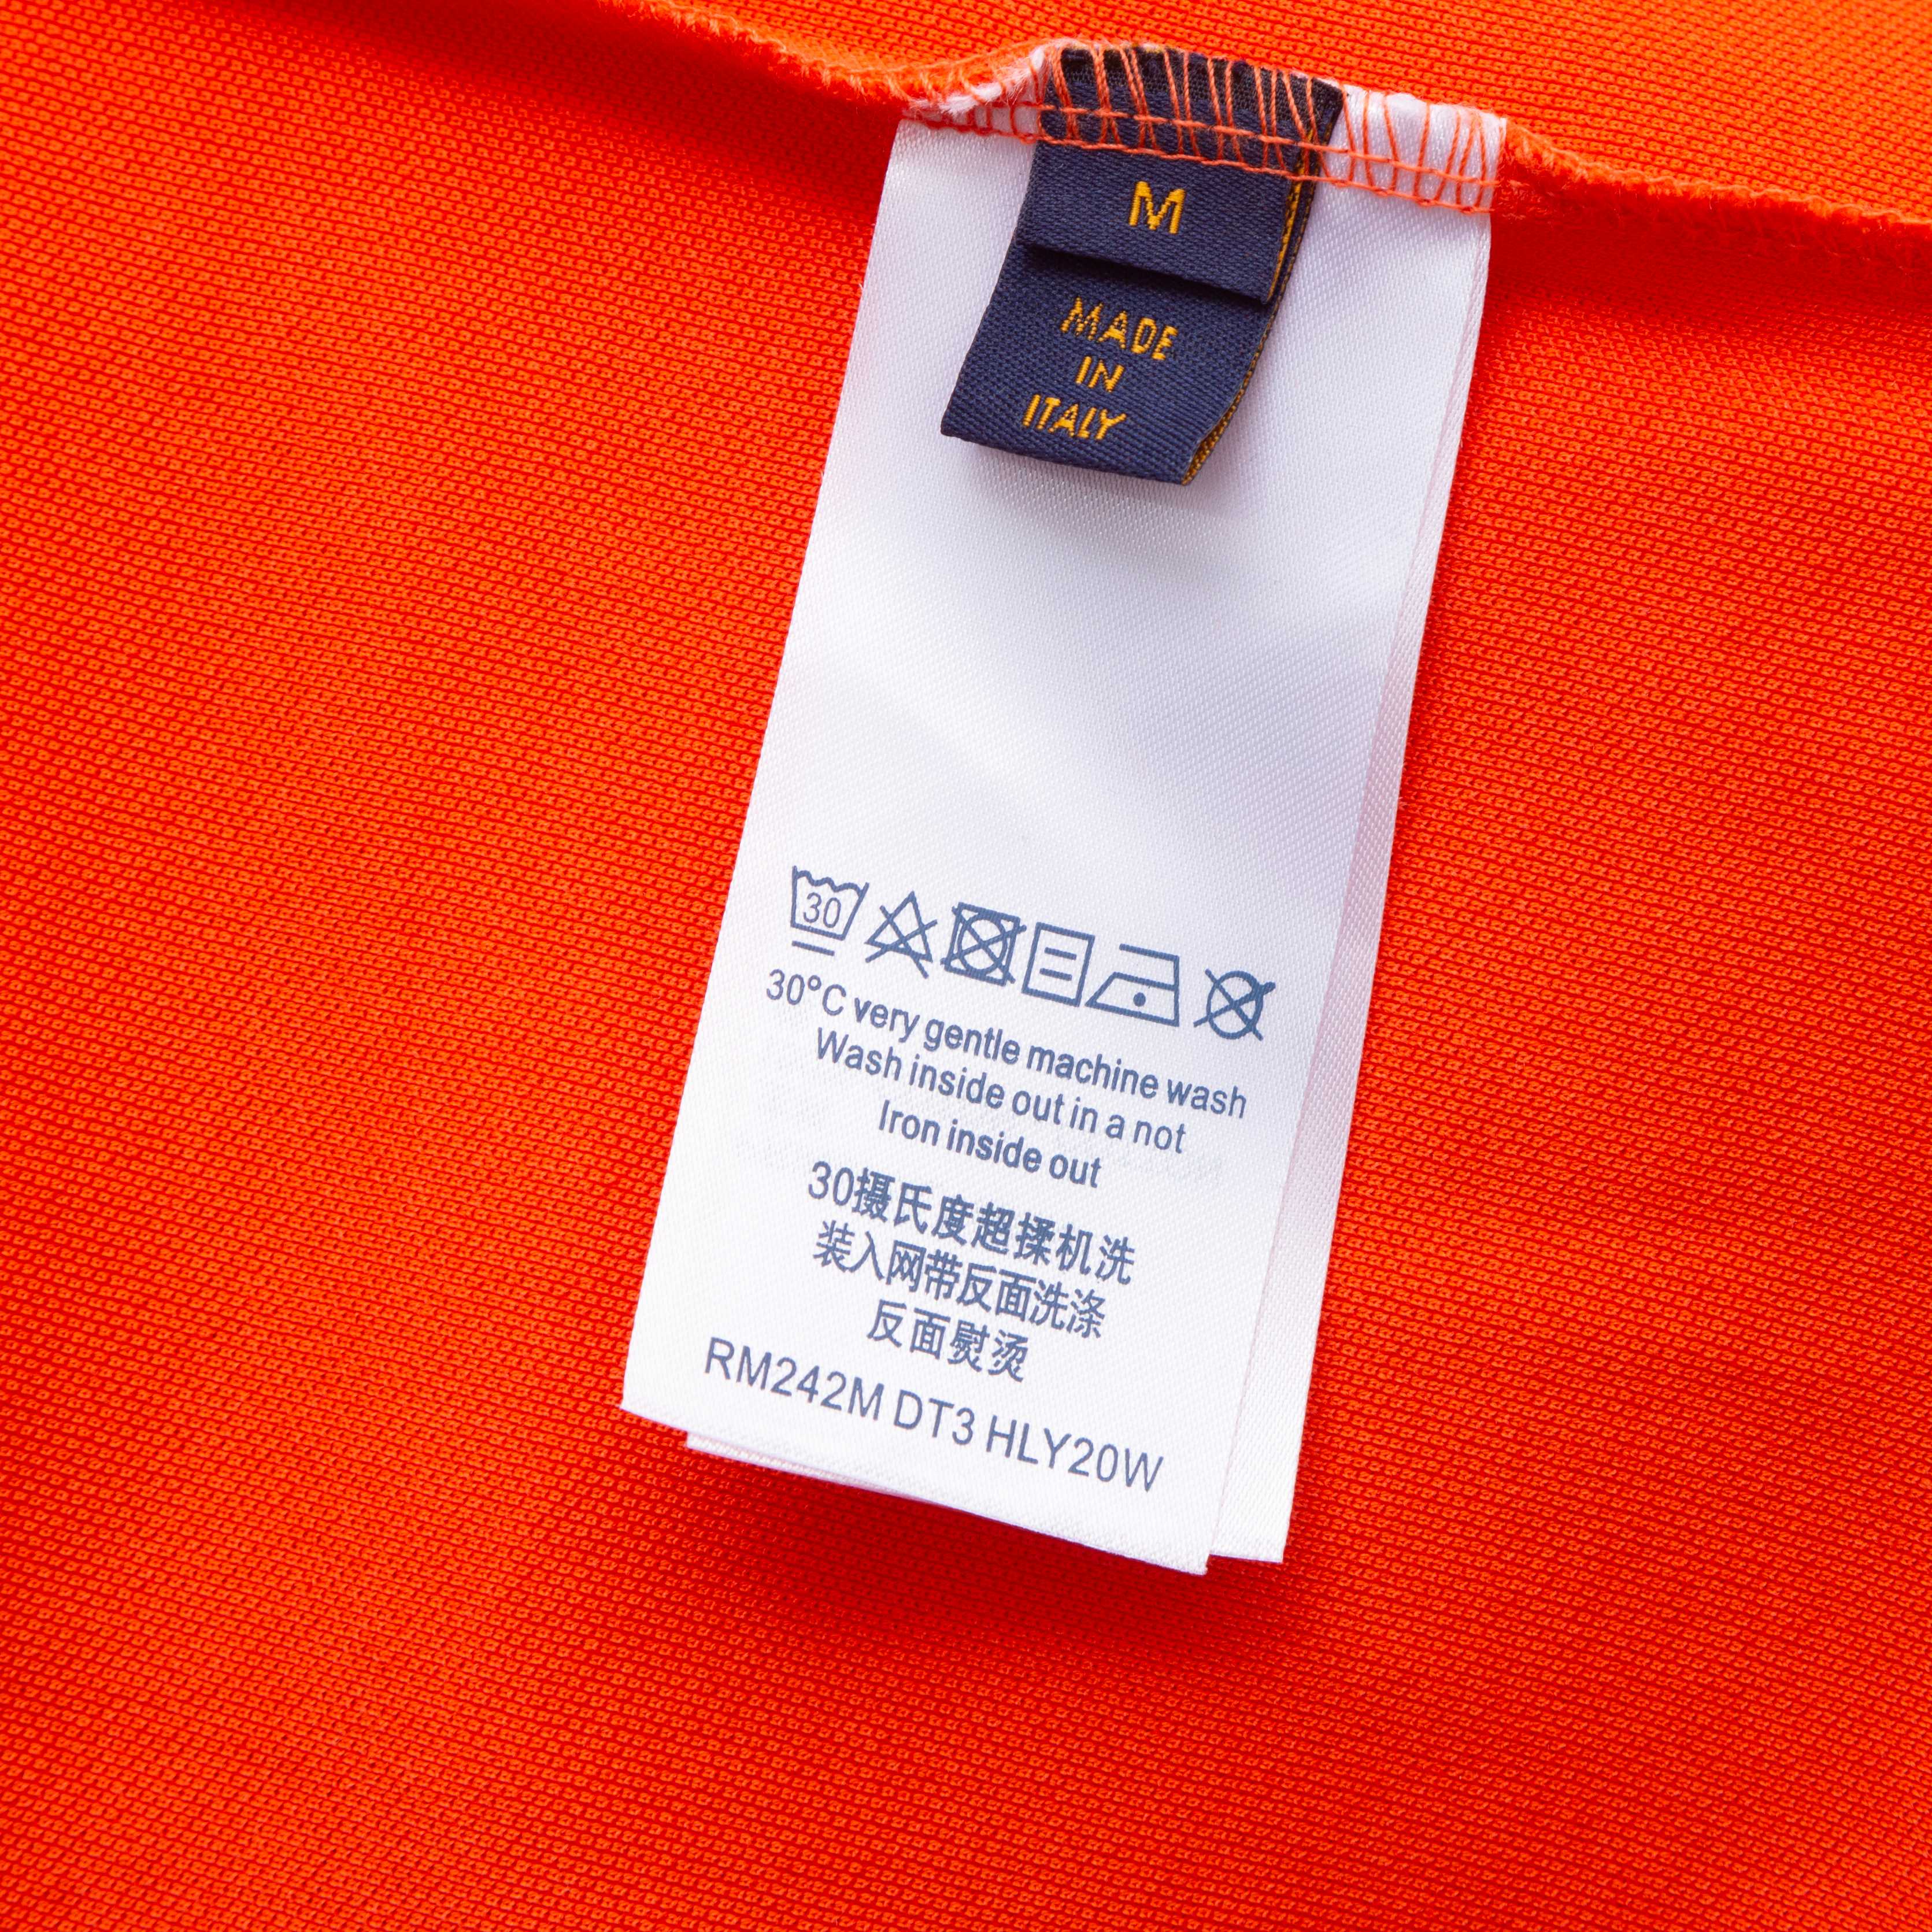 M
MADE
IN
ITALY
30
30°C very gentle machine wash
Wash inside out in a not
Iron inside out
30摄氏度超揉机洗
装入网带反面洗涤
反面熨烫
RM242M DT3 HLY20W